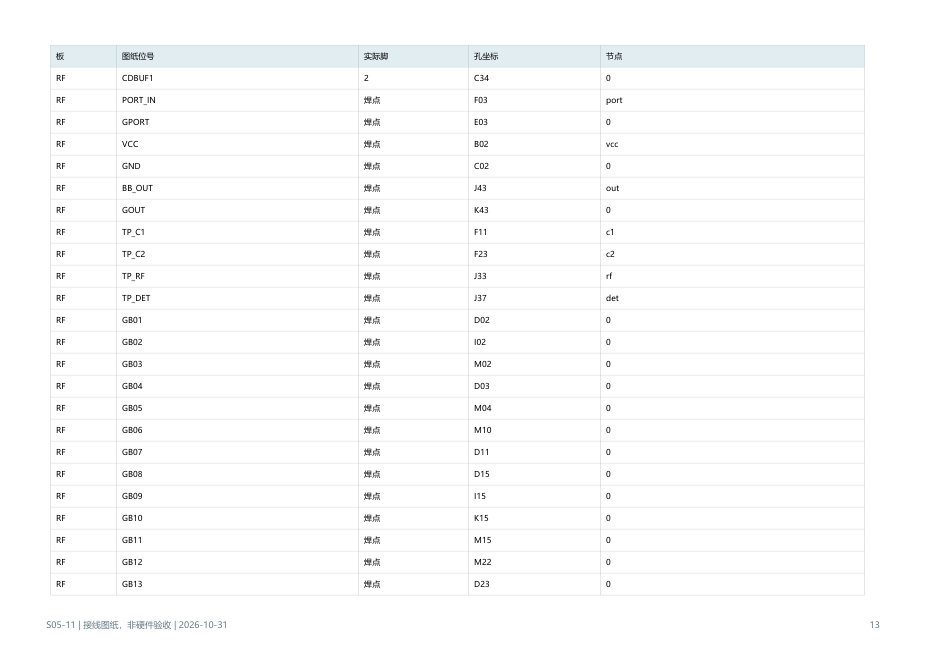 板 图纸位号 实际脚 孔坐标 节点
RF CDBUF1 2 C34 0
RF PORT_IN 焊点 F03 port
RF GPORT 焊点 E03 0
RF VCC 焊点 B02 vcc
RF GND 焊点 C02 0
RF BB_OUT 焊点 J43 out
RF GOUT 焊点 K43 0
RF TP_C1 焊点 F11 c1
RF TP_C2 焊点 F23 c2
RF TP_RF 焊点 J33 rf
RF TP_DET 焊点 J37 det
RF GB01 焊点 D02 0
RF GB02 焊点 I02 0
RF GB03 焊点 M02 0
RF GB04 焊点 D03 0
RF GB05 焊点 M04 0
RF GB06 焊点 M10 0
RF GB07 焊点 D11 0
RF GB08 焊点 D15 0
RF GB09 焊点 I15 0
RF GB10 焊点 K15 0
RF GB11 焊点 M15 0
RF GB12 焊点 M22 0
RF GB13 焊点 D23 0
S05-11 | 接线图纸，非硬件验收 | 2026-10-31 13